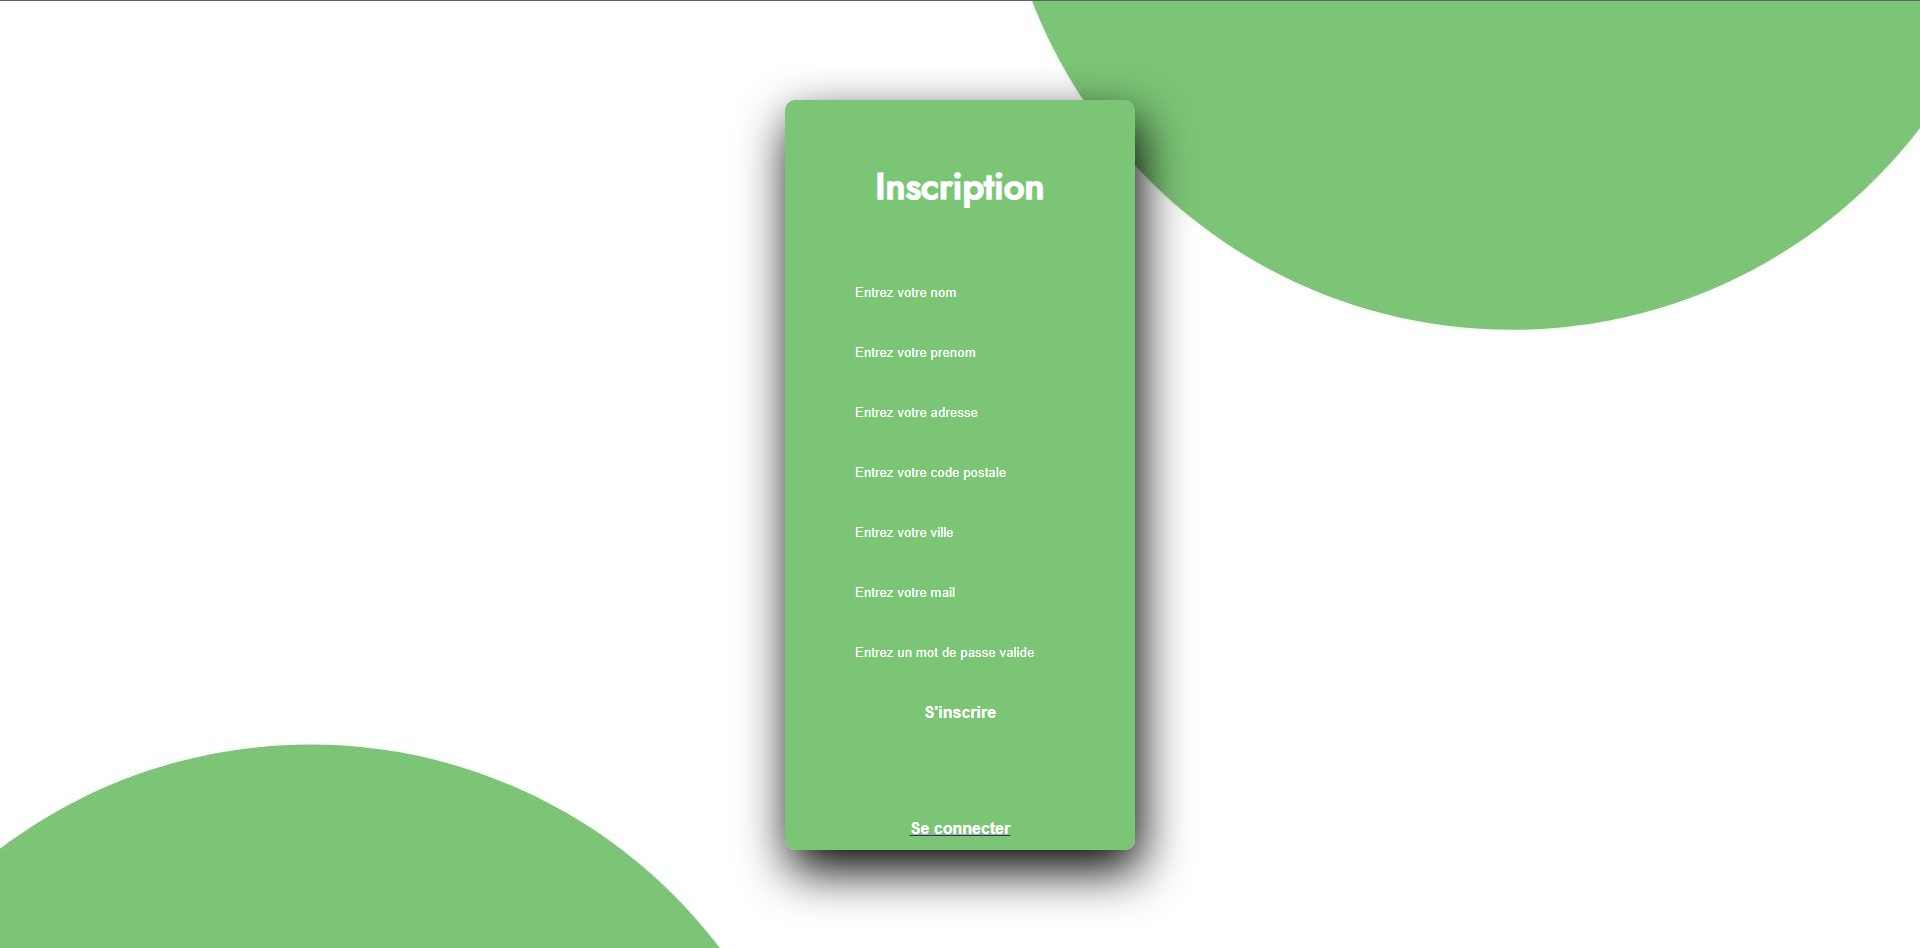 Inscription
Entrez votre nom
Entrez votre prenom
Entrez votre adresse
Entrez votre code postale
Entrez votre ville
Entrez votre mail
Entrez un mot de passe valide
S'inscrire
Se connecter